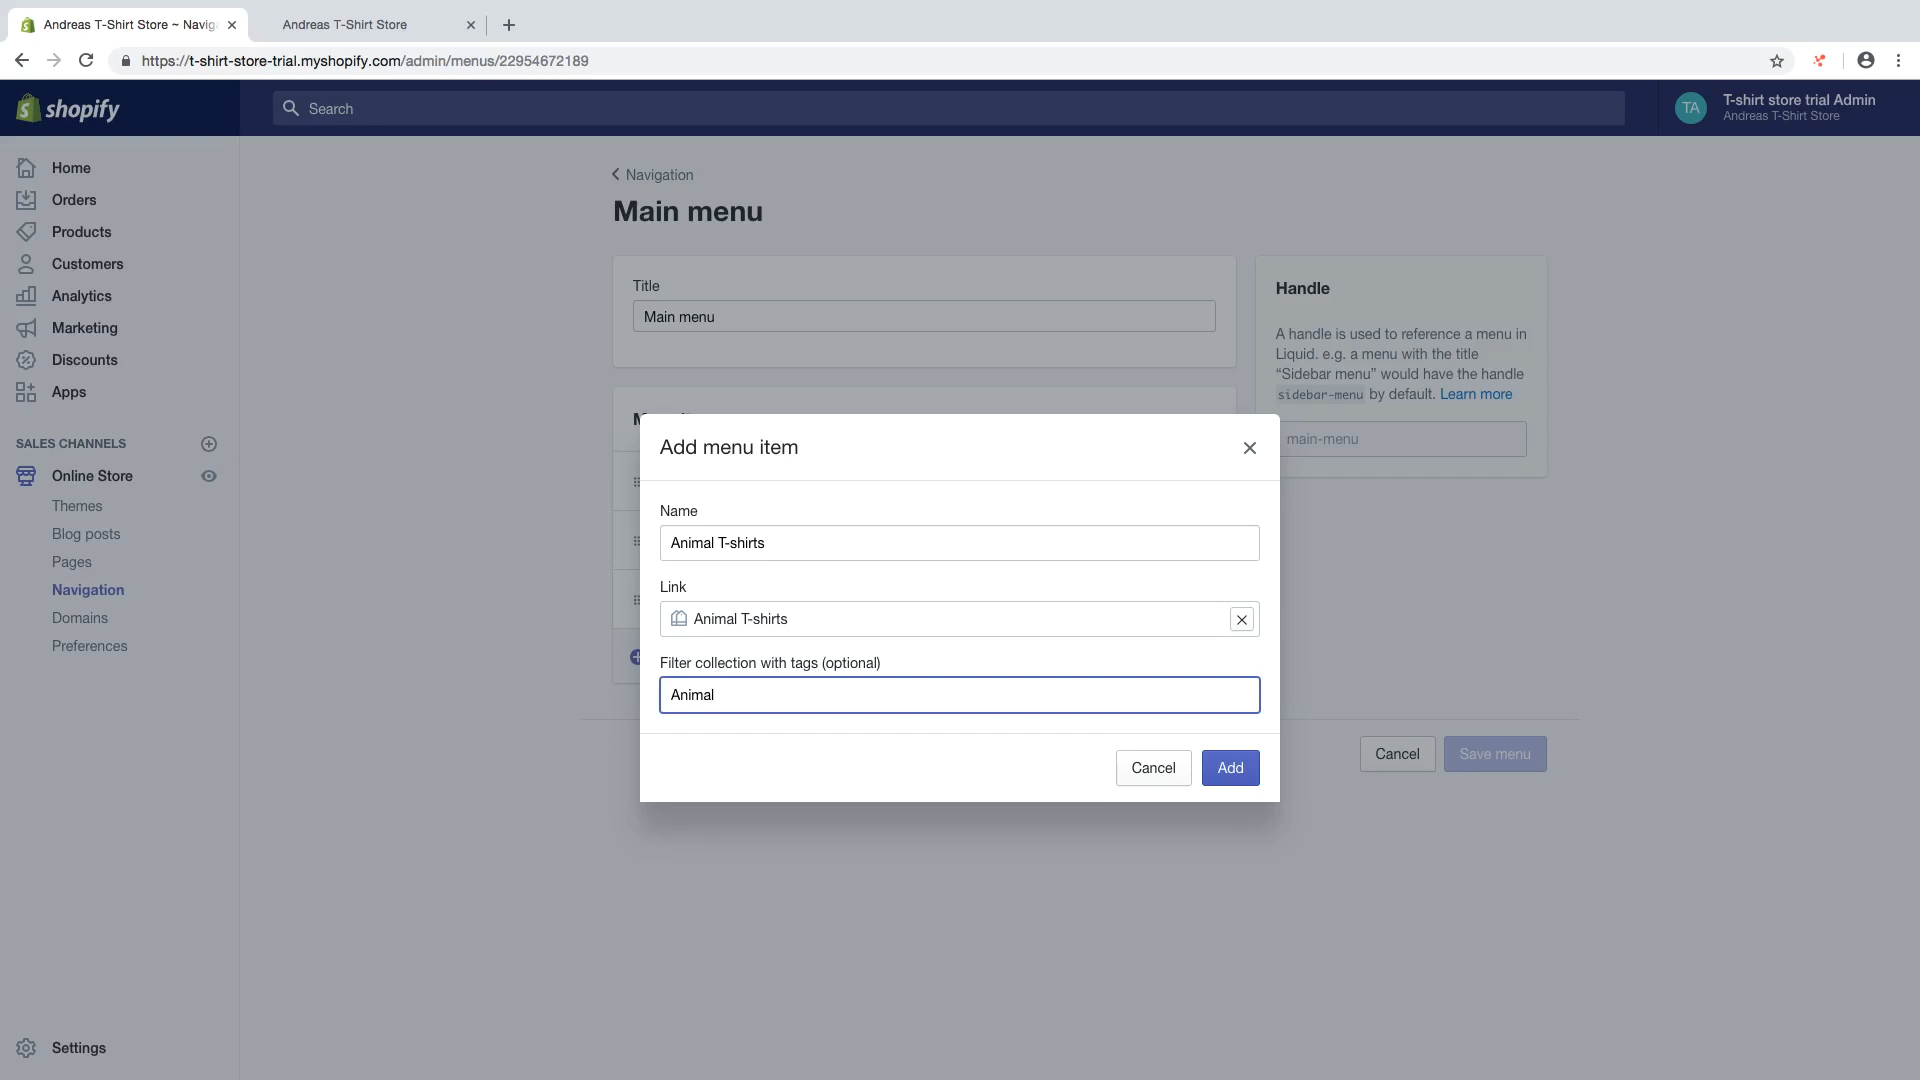 Andreas T-Shirt Store ~ Navig
Andreas T-Shirt Store
https://t-shirt-store-trial.myshopify.com/admin/menus/22954672189
shopify
Search
TA
T-shirt store trial Admin
Andreas T-Shirt Store
Home
Orders
Products
Customers
Analytics
Marketing
Discounts
Apps
SALES CHANNELS
Online Store
Themes
Blog posts
Pages
Navigation
Domains
Preferences
Settings
Navigation
Main menu
Title
Main menu
Handle
A handle is used to reference a menu in
Liquid. e.g. a menu with the title
“Sidebar menu” would have the handle
sidebar-menu by default. Learn more
main-menu
Add menu item
Name
Animal T-shirts
Link
Animal T-shirts
Filter collection with tags (optional)
Animal
Cancel
Add
Cancel
Save menu